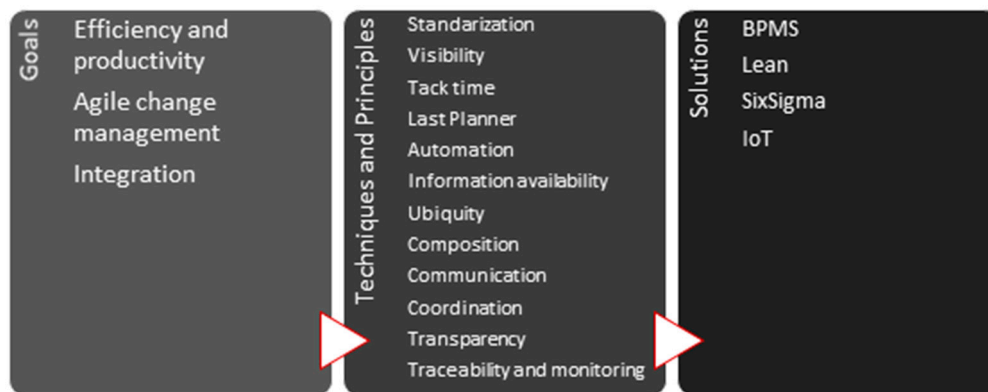 Goals
Efficiency and
productivity
Agile change
management
Integration
Techniques and Principles
Standarization
Visibility
Tack time
Last Planner
Automation
Information availability
Ubiquity
Composition
Communication
Coordination
Transparency
Traceability and monitoring
Solutions
BPMS
Lean
SixSigma
IoT